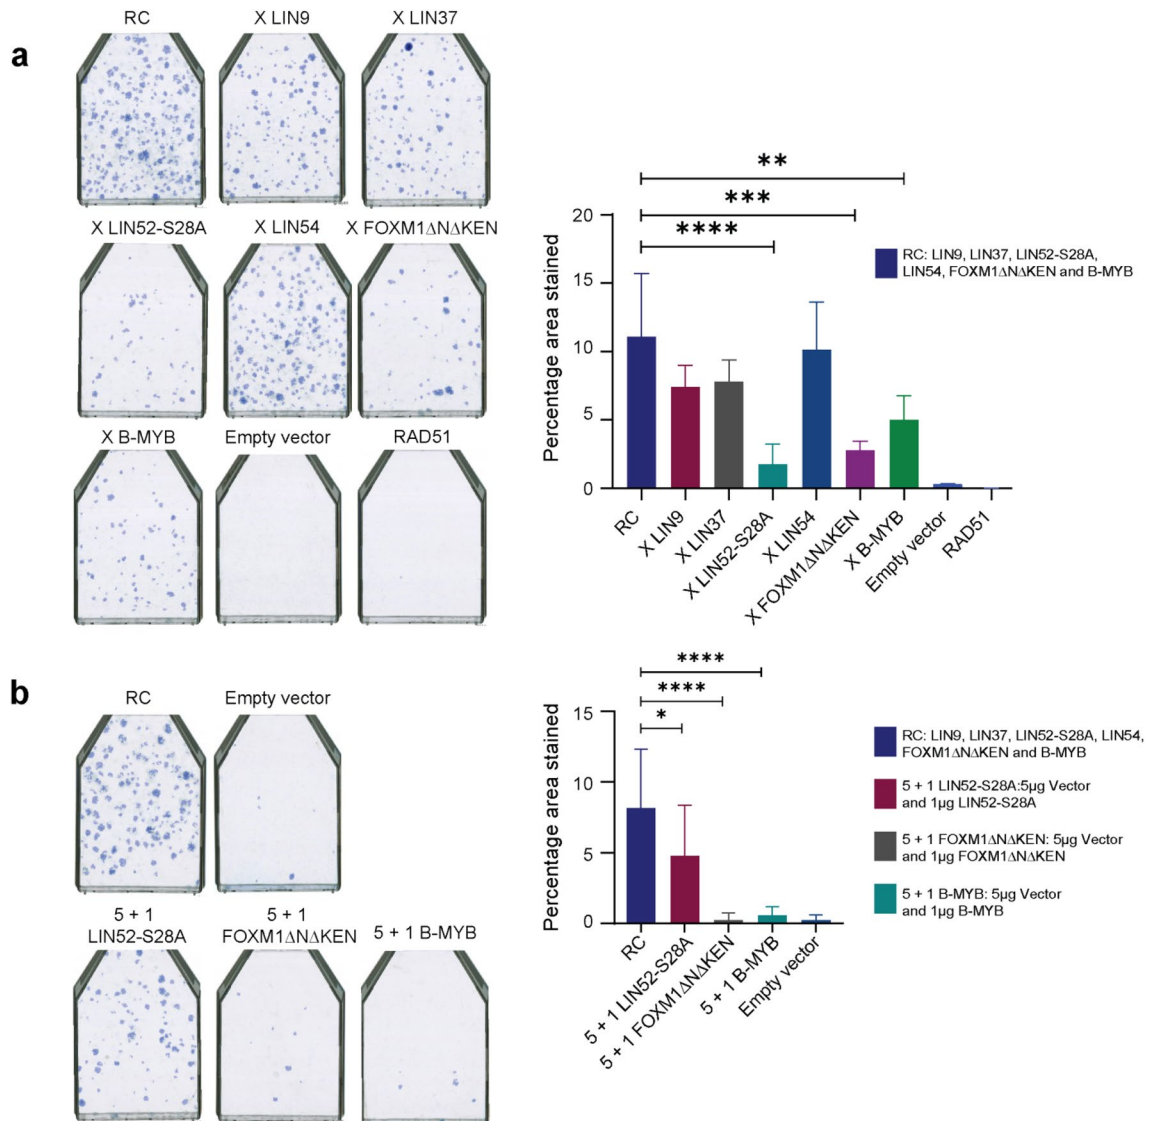 a
RC
X LIN9
X LIN37
X LIN52-S28A
X LIN54
X FOXM1ΔNΔKEN
X B-MYB
Empty vector
RAD51
**
***
****
Percentage area stained
20
15
10
5
0
RC
X LIN9
X LIN37
X LIN52-S28A
X LIN54
X FOXM1ΔNΔKEN
X B-MYB
Empty vector
RAD51
RC: LIN9, LIN37, LIN52-S28A,
LIN54, FOXM1ΔNΔKEN and B-MYB
b
RC
Empty vector
5 + 1
LIN52-S28A
5 + 1
FOXM1ΔNΔKEN
5 + 1 B-MYB
****
****
*
Percentage area stained
15
10
5
0
RC
5 + 1 LIN52-S28A
5 + 1 FOXM1ΔNΔKEN
5 + 1 B-MYB
Empty vector
RC: LIN9, LIN37, LIN52-S28A, LIN54,
FOXM1ΔNΔKEN and B-MYB
5 + 1 LIN52-S28A:5µg Vector
and 1µg LIN52-S28A
5 + 1 FOXM1ΔNΔKEN: 5µg Vector
and 1µg FOXM1ΔNΔKEN
5 + 1 B-MYB: 5µg Vector
and 1µg B-MYB